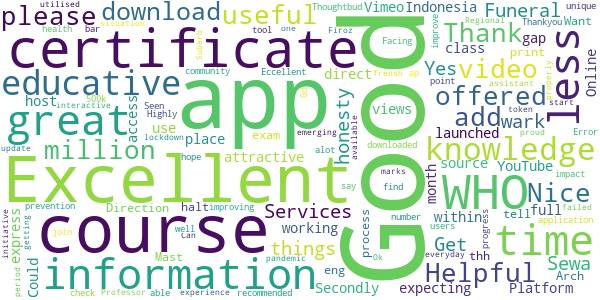 utilised
please
situation
download
useful
Thoughtbud
Vimeo
Indonesia
Regional
Thankyou
unique
health
bar
Suburb
tool
one
Firoz
Facing
improve
Funeral
Want
certificate
Thank
class
gap
less
print
educative
community
direct
Yes
video
Online
500k
Eccellent
frensh ap
point
assistant
properly
host
interactive
Seen
Highly
access
app
honesty
Good
views
offered
token
start
great
use
lockdown
place
exam
emerging
available
add
wark
proud
Error
update
hope
attractive
alot
downloaded
launched
million
say
marks
find
knowledge
Excellent
month
source
YouTube
impact
prevention
Direction
halt
improving
Services
process
number
WHO
Nice
failed
initiative
period
express
getting
well
Can
working
users
within
tell
full
application
course
pandemic
Ok
everyday
progress
time
Could
join
Mast
things
Get
thh
Sewa
information
eng
Helpful
expecting
Arch
check
Professor
able
experience
recommended
Secondly
Platform